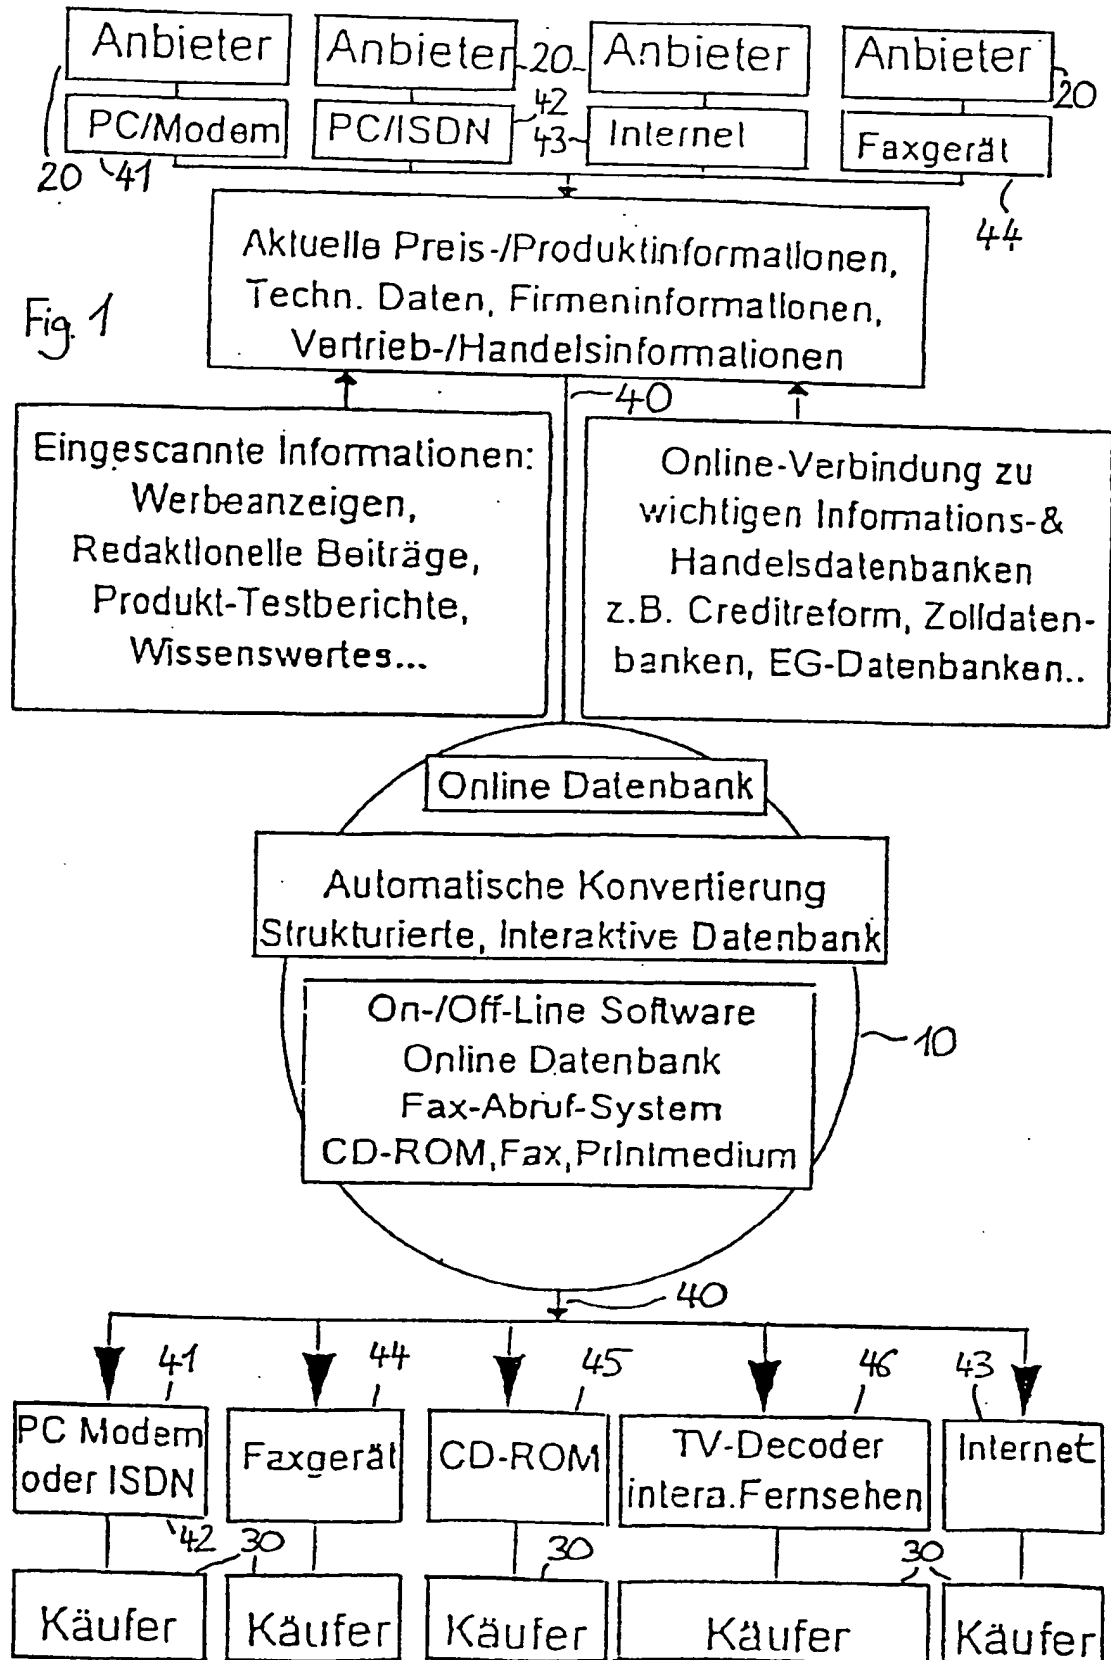 Anbieter Anbieter 20 Anbieter Anbieter 20
PC/Modem PC/ISDN 42 43 Internet Faxgerät
20 41 44
Aktuelle Preis-/Produktinformationen,
Techn. Daten, Firmeninformationen,
Vertrieb-/Handelsinformationen
Fig. 1
40
Eingescannte Informationen:
Werbeanzeigen,
Redaktionelle Beiträge,
Produkt-Testberichte,
Wissenswertes...
Online-Verbindung zu
wichtigen Informations-&
Handelsdatenbanken
z.B. Creditreform, Zolldaten-
banken, EG-Datenbanken..
Online Datenbank
Automatische Konvertierung
Strukturierte, Interaktive Datenbank
On-/Off-Line Software
Online Datenbank
Fax-Abruf-System
CD-ROM,Fax,Printmedium
10
40
41 44 45 46 43
PC Modem
oder ISDN
Faxgerät
CD-ROM
TV-Decoder
intera.Fernsehen
Internet
42 30 30 30
Käufer Käufer Käufer Käufer Käufer